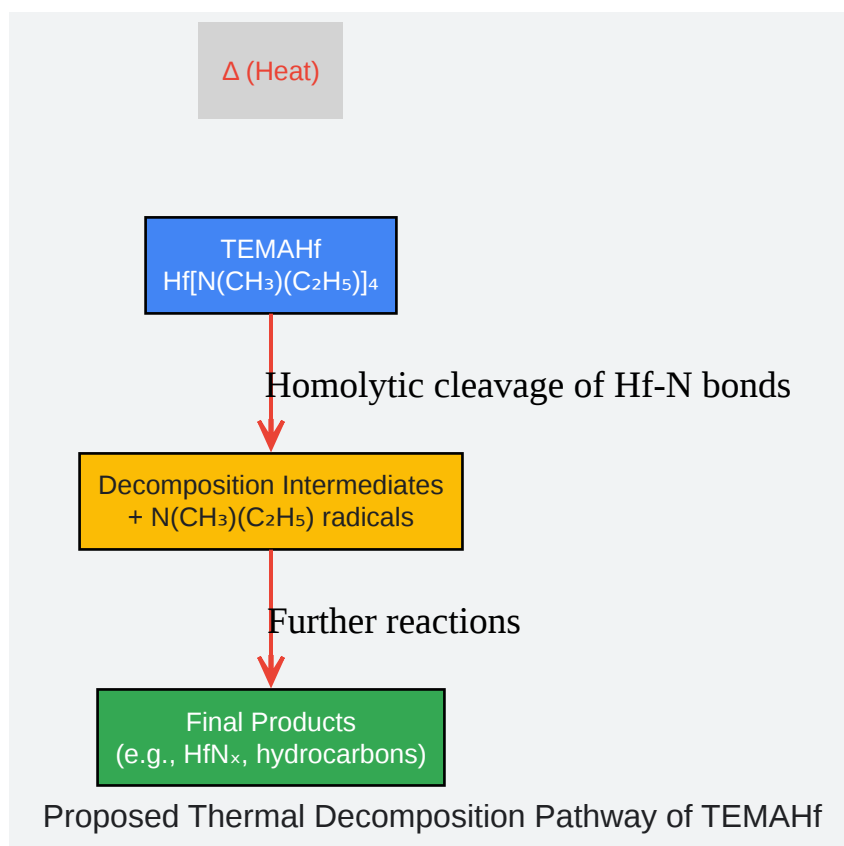 Δ (Heat)
TEMAHf
Hf[N(CH₃)(C₂H₅)]₄
Homolytic cleavage of Hf-N bonds
Decomposition Intermediates
+ N(CH₃)(C₂H₅) radicals
Further reactions
Final Products
(e.g., HfNₓ, hydrocarbons)
Proposed Thermal Decomposition Pathway of TEMAHf